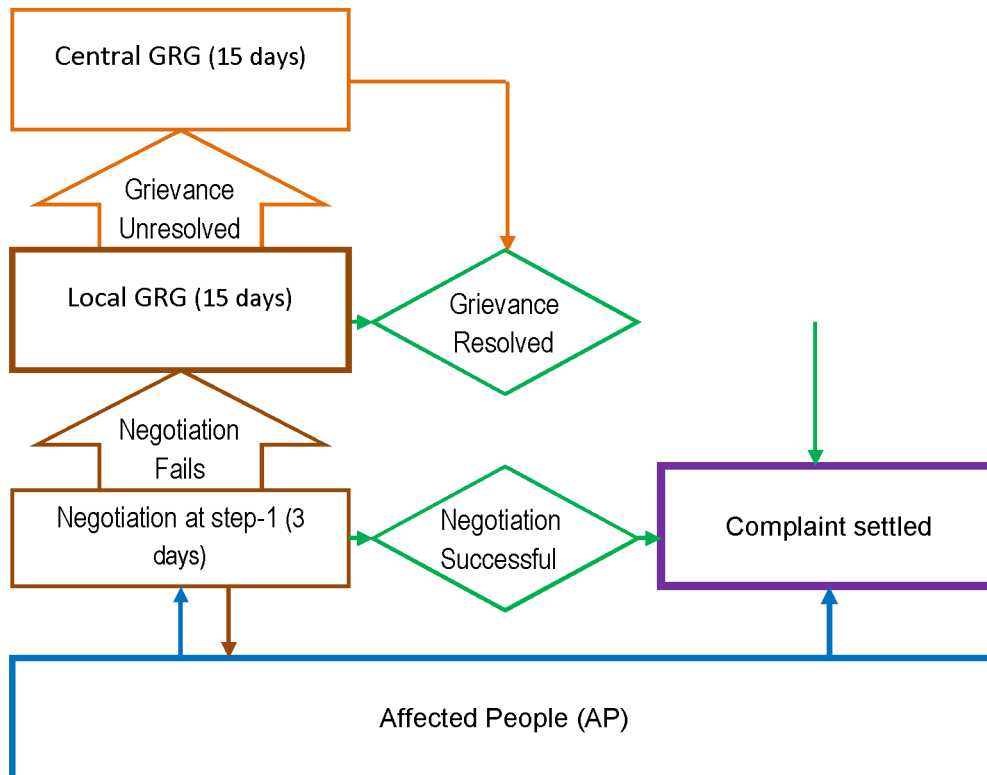 Central GRG (15 days)
Grievance
Unresolved
Local GRG (15 days)
Grievance
Resolved
Negotiation
Fails
Negotiation at step-1 (3
days)
Negotiation
Successful
Complaint settled
Affected People (AP)